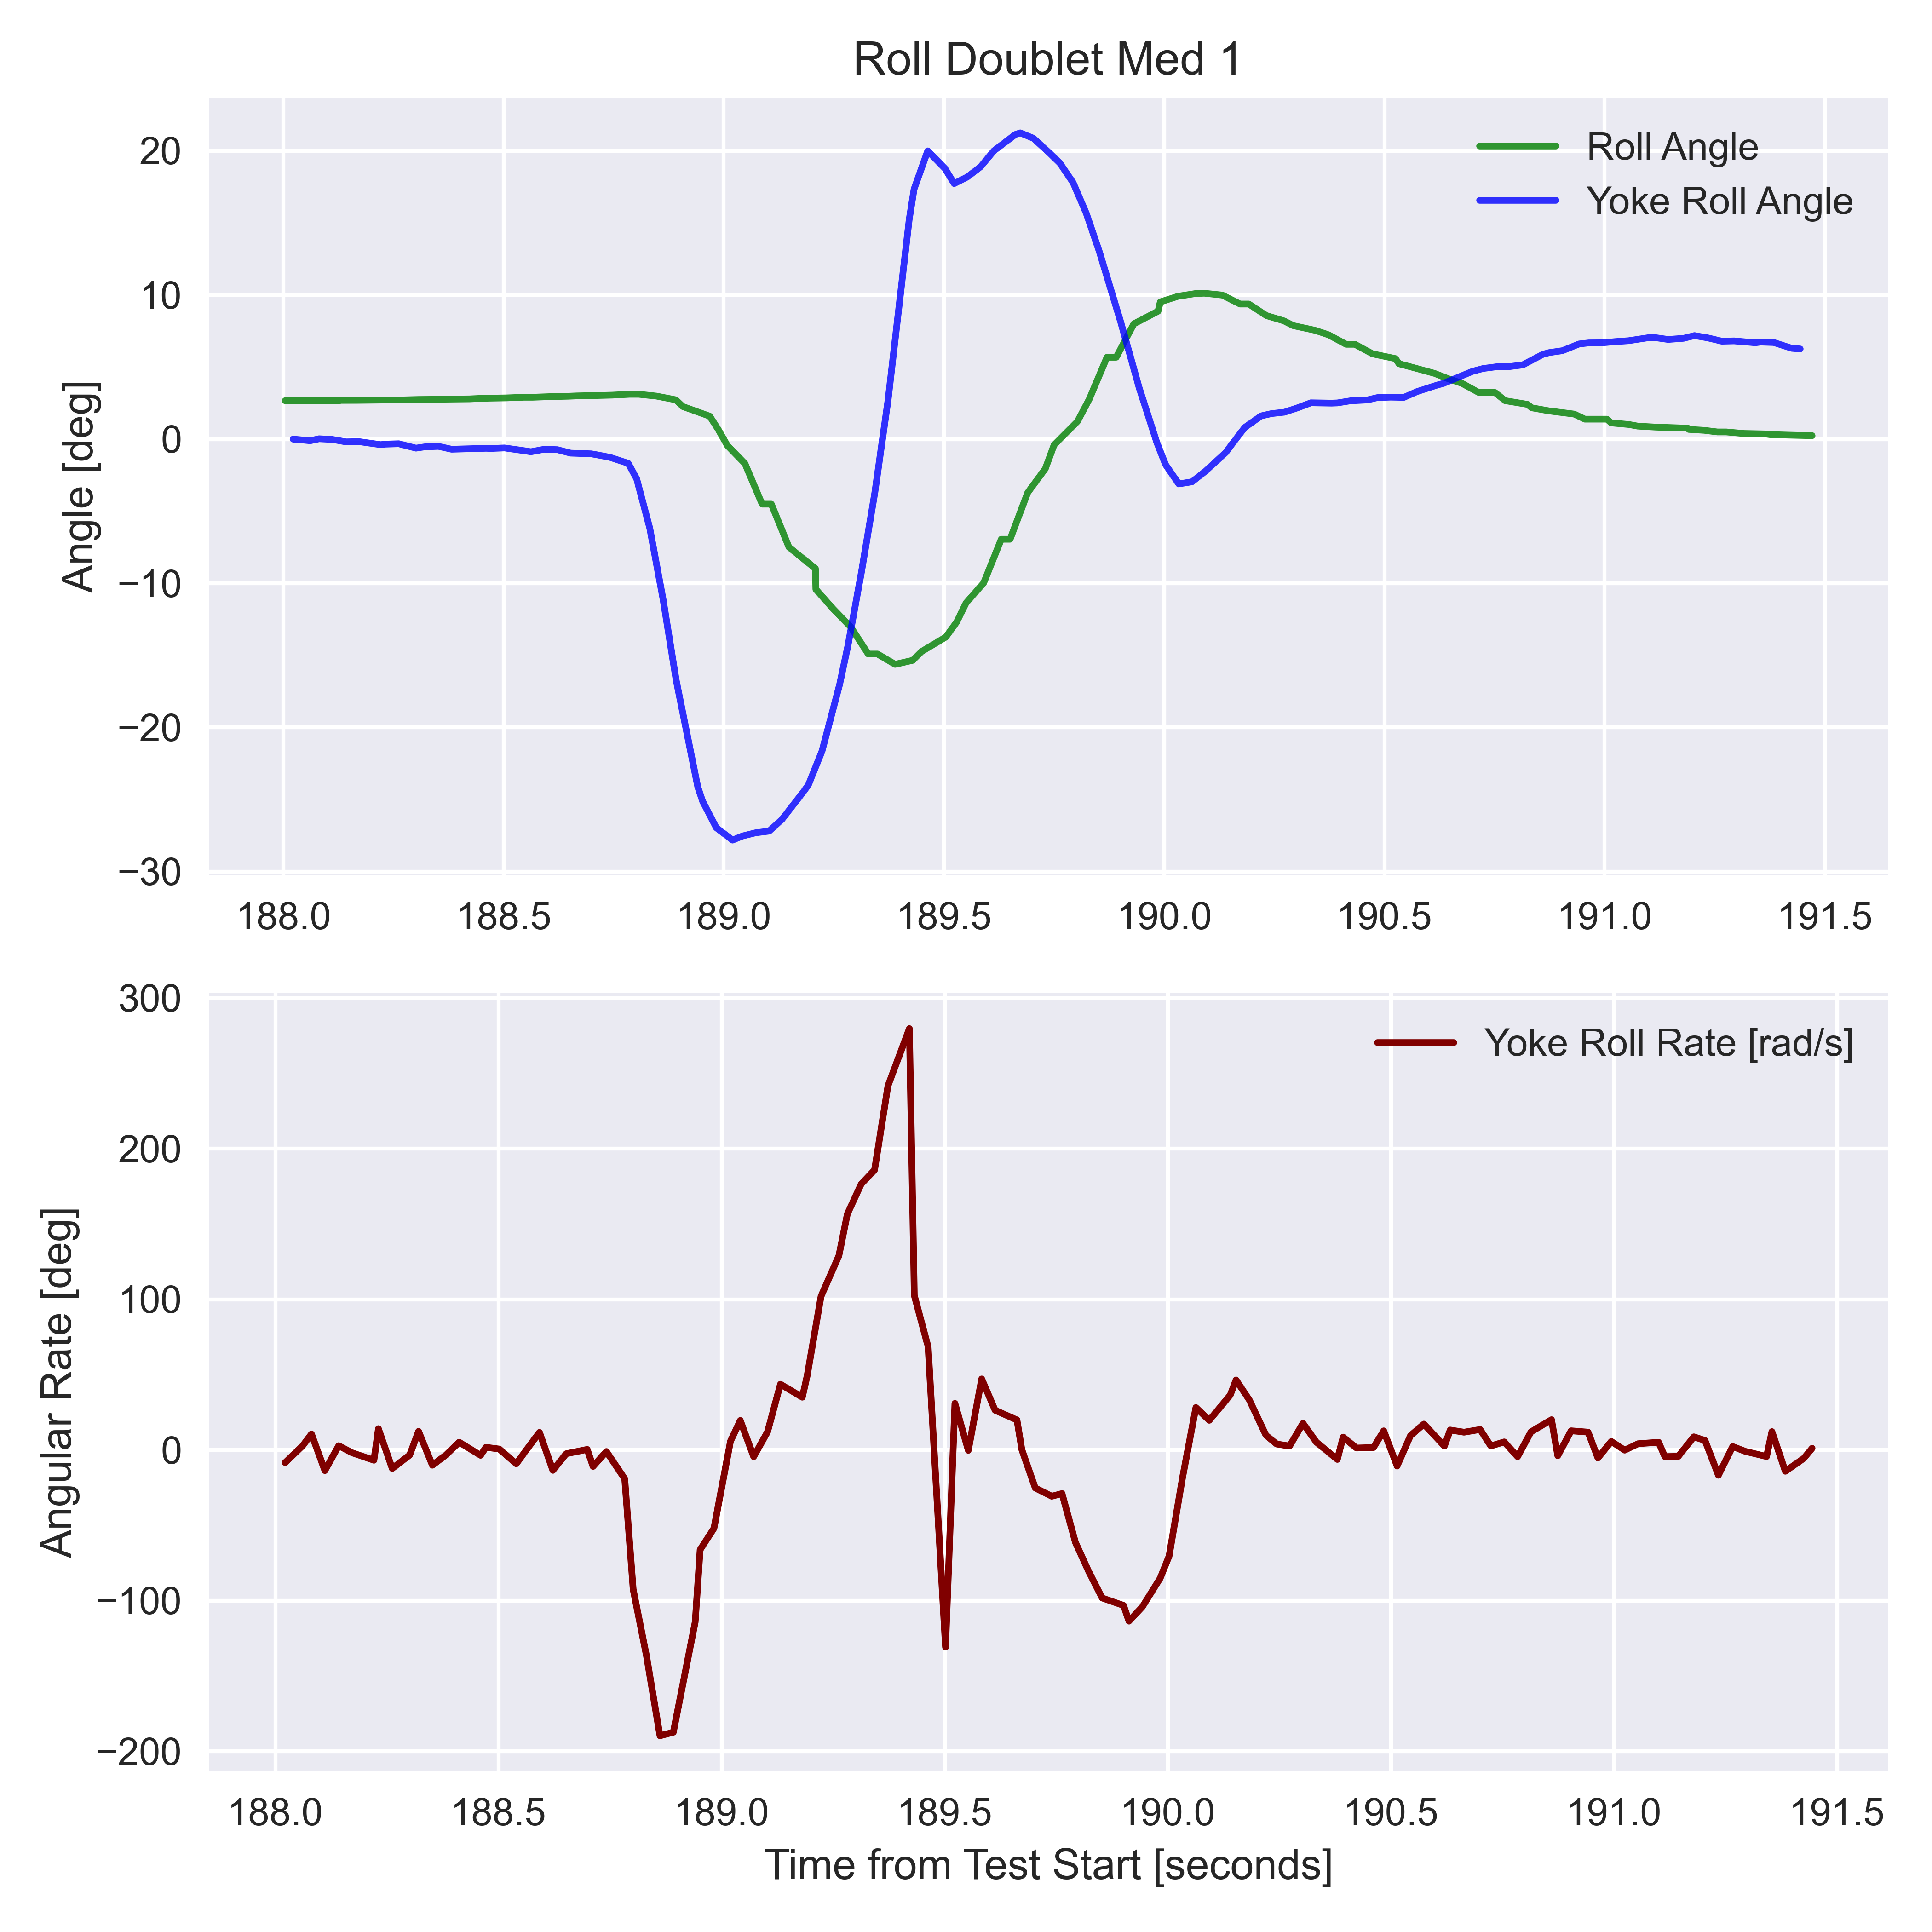 Roll Doublet Med 1
Roll Angle
Yoke Roll Angle
Angle [deg]
20
10
0
−10
−20
−30
188.0 188.5 189.0 189.5 190.0 190.5 191.0 191.5
Yoke Roll Rate [rad/s]
Angular Rate [deg]
300
200
100
0
−100
−200
188.0 188.5 189.0 189.5 190.0 190.5 191.0 191.5
Time from Test Start [seconds]